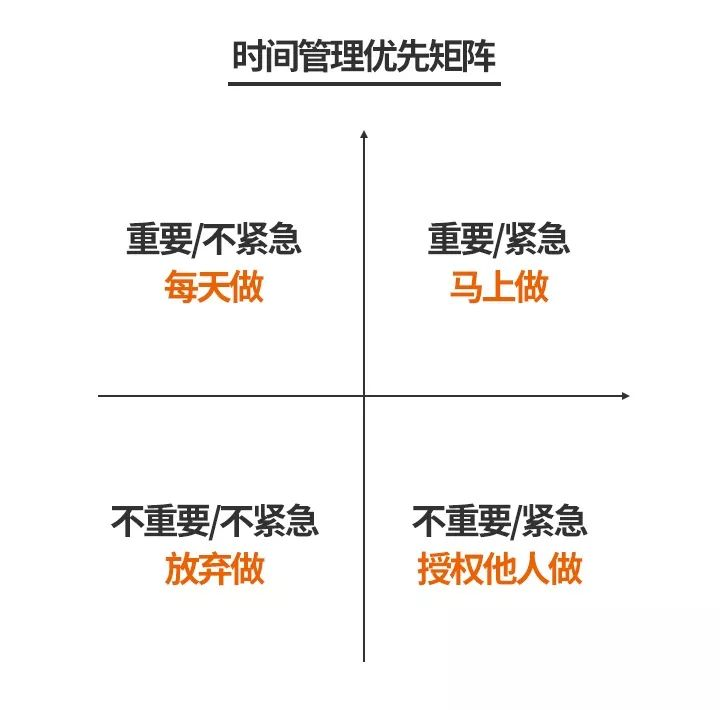 时间管理优先矩阵
重要/不紧急
每天做
重要/紧急
马上做
不重要/不紧急
放弃做
不重要/紧急
授权他人做